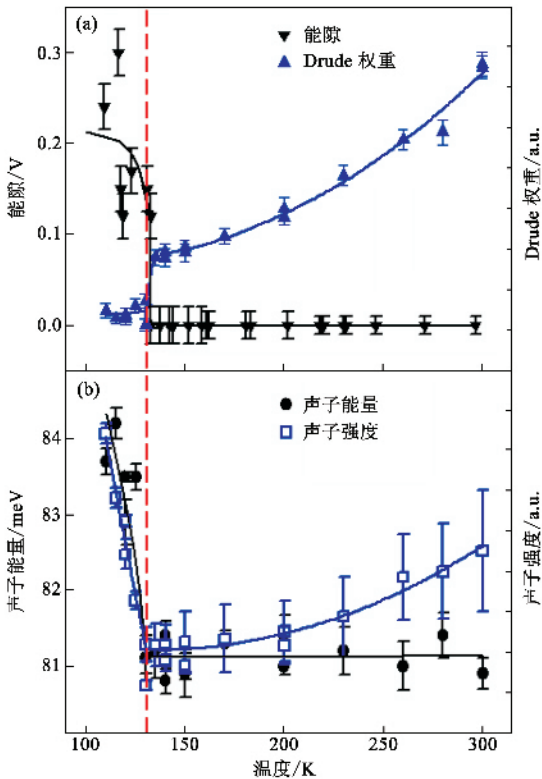 (a)
能隙
Drude 权重
0.3
0.2
0.1
0.0
能隙/V
Drude 权重/a.u.
(b)
声子能量
声子强度
84
83
82
81
声子能量/meV
声子强度/a.u.
100 150 200 250 300
温度/K